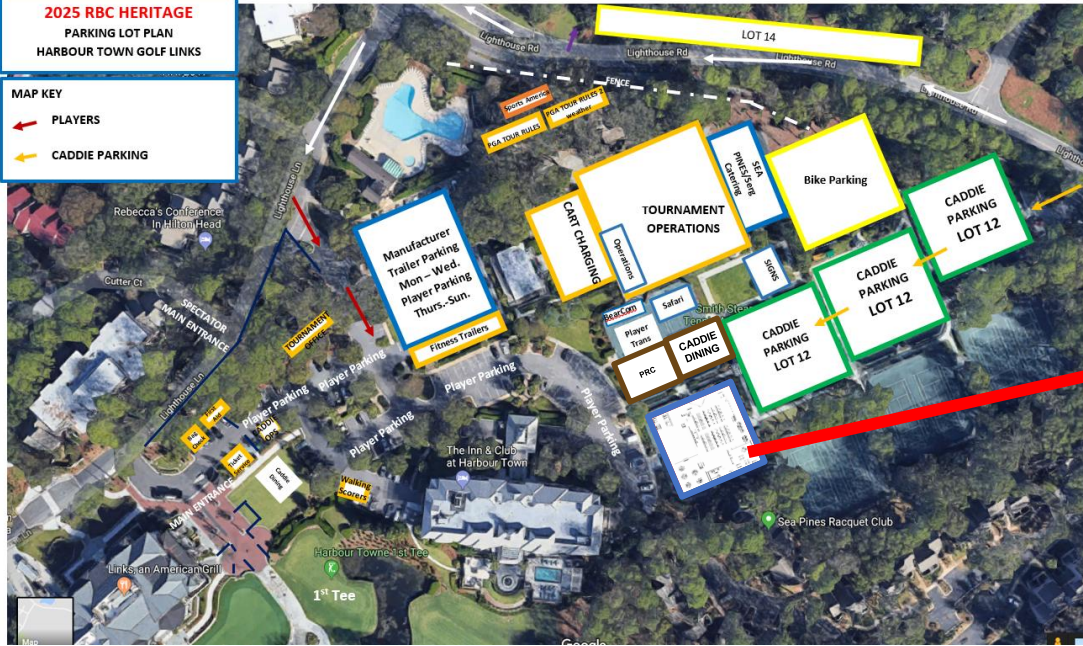 2025 RBC HERITAGE
PARKING LOT PLAN
HARBOUR TOWN GOLF LINKS
MAP KEY
PLAYERS
CADDIE PARKING
LOT 14
Lighthouse Rd
Lighthouse Rd
Lighthouse Rd
Lighthouse Rd
FENCE
Sports America
PGA TOUR RULES 2
weather
PGA TOUR RULES
SEA
PINES/Serg
Catering
Bike Parking
TOURNAMENT
OPERATIONS
CART CHARGING
Operations
CADDIE
PARKING
LOT 12
CADDIE
PARKING
LOT 12
CADDIE
PARKING
LOT 12
SIGNS
Safari
BearCom
Player
Trans
PRC
CADDIE
DINING
Lighthouse Ln
Rebecca's Conference
In Hilton Head
Cutter Ct
SPECTATOR
MAIN ENTRANCE
Manufacturer
Trailer Parking
Mon – Wed.
Player Parking
Thurs.-Sun.
Fitness Trailers
TOURNAMENT
OFFICE
Player Parking
Player Parking
Player Parking
Player Parking
Player Parking
Lighthouse Ln
Ticket
Caddie
Dining
MAIN ENTRANCE
Walking
Scorers
The Inn & Club
at Harbour Town
Sea Pines Racquet Club
Links, an American Grill
Harbour Towne 1st Tee
1st Tee
Map
Google